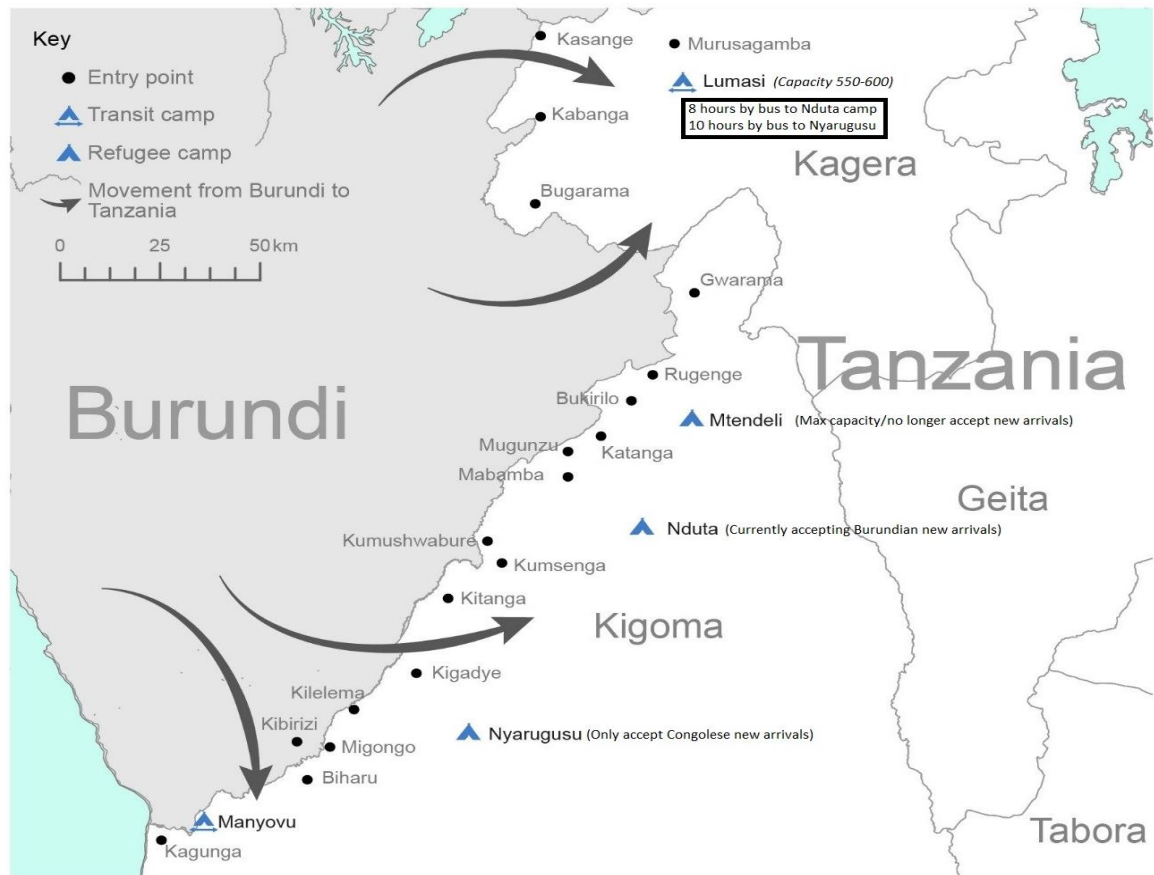 Key
Entry point
Transit camp
Refugee camp
Movement from Burundi to
Tanzania
0 25 50 km
Kasange
Murusagamba
Lumasi (Capacity 550-600)
8 hours by bus to Nduta camp
10 hours by bus to Nyarugusu
Kabanga
Kagera
Bugarama
Gwarama
Tanzania
Rugenge
Burundi
Bukirilo
Mtendeli (Max capacity/no longer accept new arrivals)
Mugunzu
Katanga
Mabamba
Geita
Nduta (Currently accepting Burundian new arrivals)
Kumushwabure
Kumsenga
Kitanga
Kigoma
Kigadye
Kilelema
Kibirizi
Nyarugusu (Only accept Congolese new arrivals)
Migongo
Biharu
Manyovu
Tabora
Kagunga